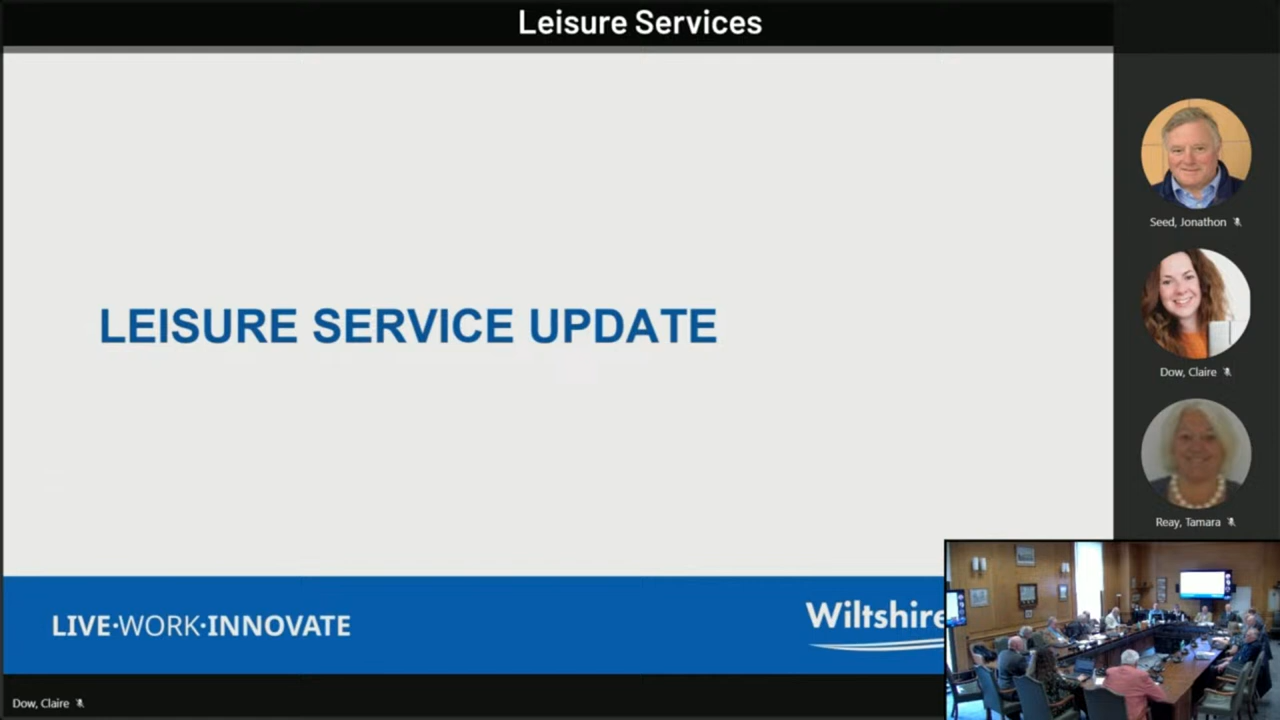 Leisure Services
LEISURE SERVICE UPDATE
LIVE·WORK·INNOVATE
Wiltshire
Seed, Jonathon
Dow, Claire
Reay, Tamara
Dow, Claire